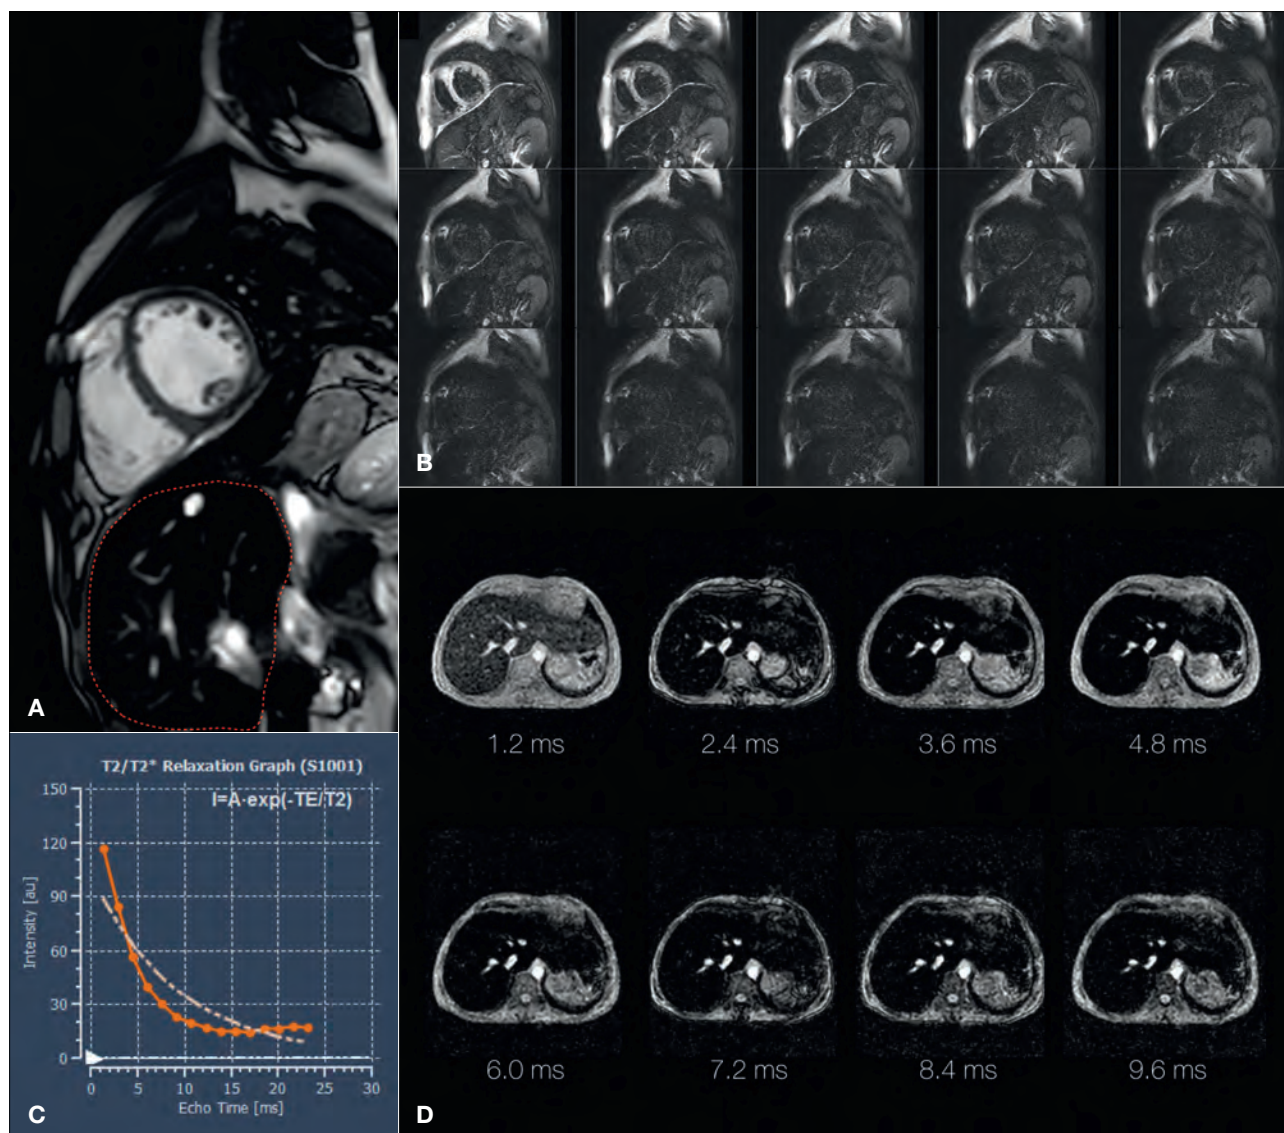 A
B
T2/T2* Relaxation Graph (S1001)
I=A·exp(-TE/T2)
Intensity [au]
150
120
90
60
30
0
0 5 10 15 20 25 30
Echo Time [ms]
C
1.2 ms 2.4 ms 3.6 ms 4.8 ms
6.0 ms 7.2 ms 8.4 ms 9.6 ms
D